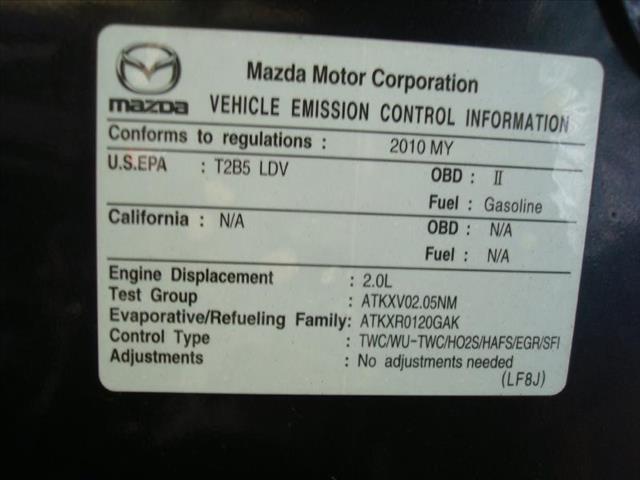 Mazda Motor Corporation
mazda VEHICLE EMISSION CONTROL INFORMATION
Conforms to regulations : 2010 MY
U.S.EPA : T2B5 LDV OBD : II
Fuel : Gasoline
California : N/A OBD : N/A
Fuel : N/A
Engine Displacement : 2.0L
Test Group : ATKXV02.05NM
Evaporative/Refueling Family: ATKXR0120GAK
Control Type : TWC/WU-TWC/HO2S/HAFS/EGR/SFI
Adjustments : No adjustments needed
(LF8J)